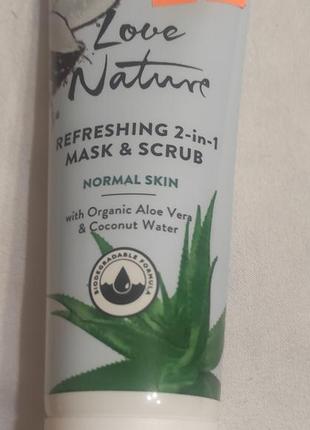 Love
Nature
REFRESHING 2-in-1
MASK & SCRUB
NORMAL SKIN
with Organic Aloe Vera
& Coconut Water
BIODEGRADABLE FORMULA